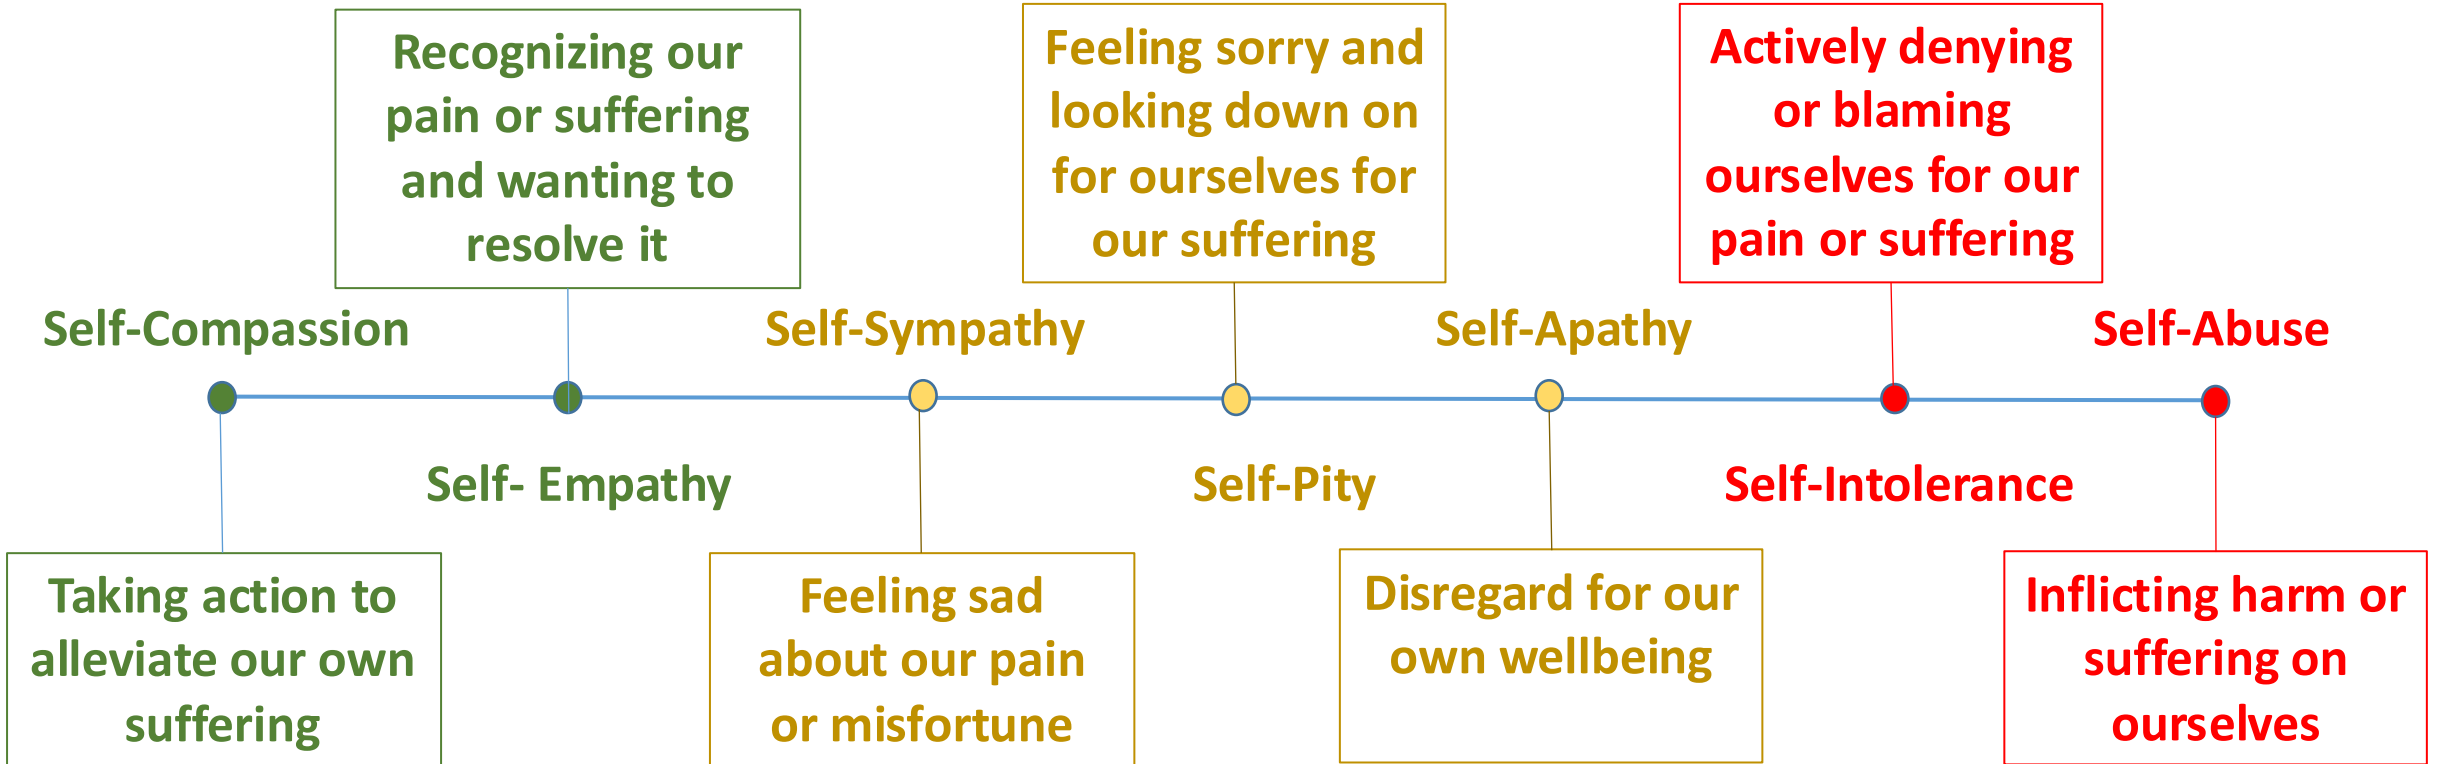 Recognizing our
pain or suffering
and wanting to
resolve it
Feeling sorry and
looking down on
for ourselves for
our suffering
Actively denying
or blaming
ourselves for our
pain or suffering
Self-Compassion
Self-Sympathy
Self-Apathy
Self-Abuse
Self- Empathy
Self-Pity
Self-Intolerance
Taking action to
alleviate our own
suffering
Feeling sad
about our pain
or misfortune
Disregard for our
own wellbeing
Inflicting harm or
suffering on
ourselves